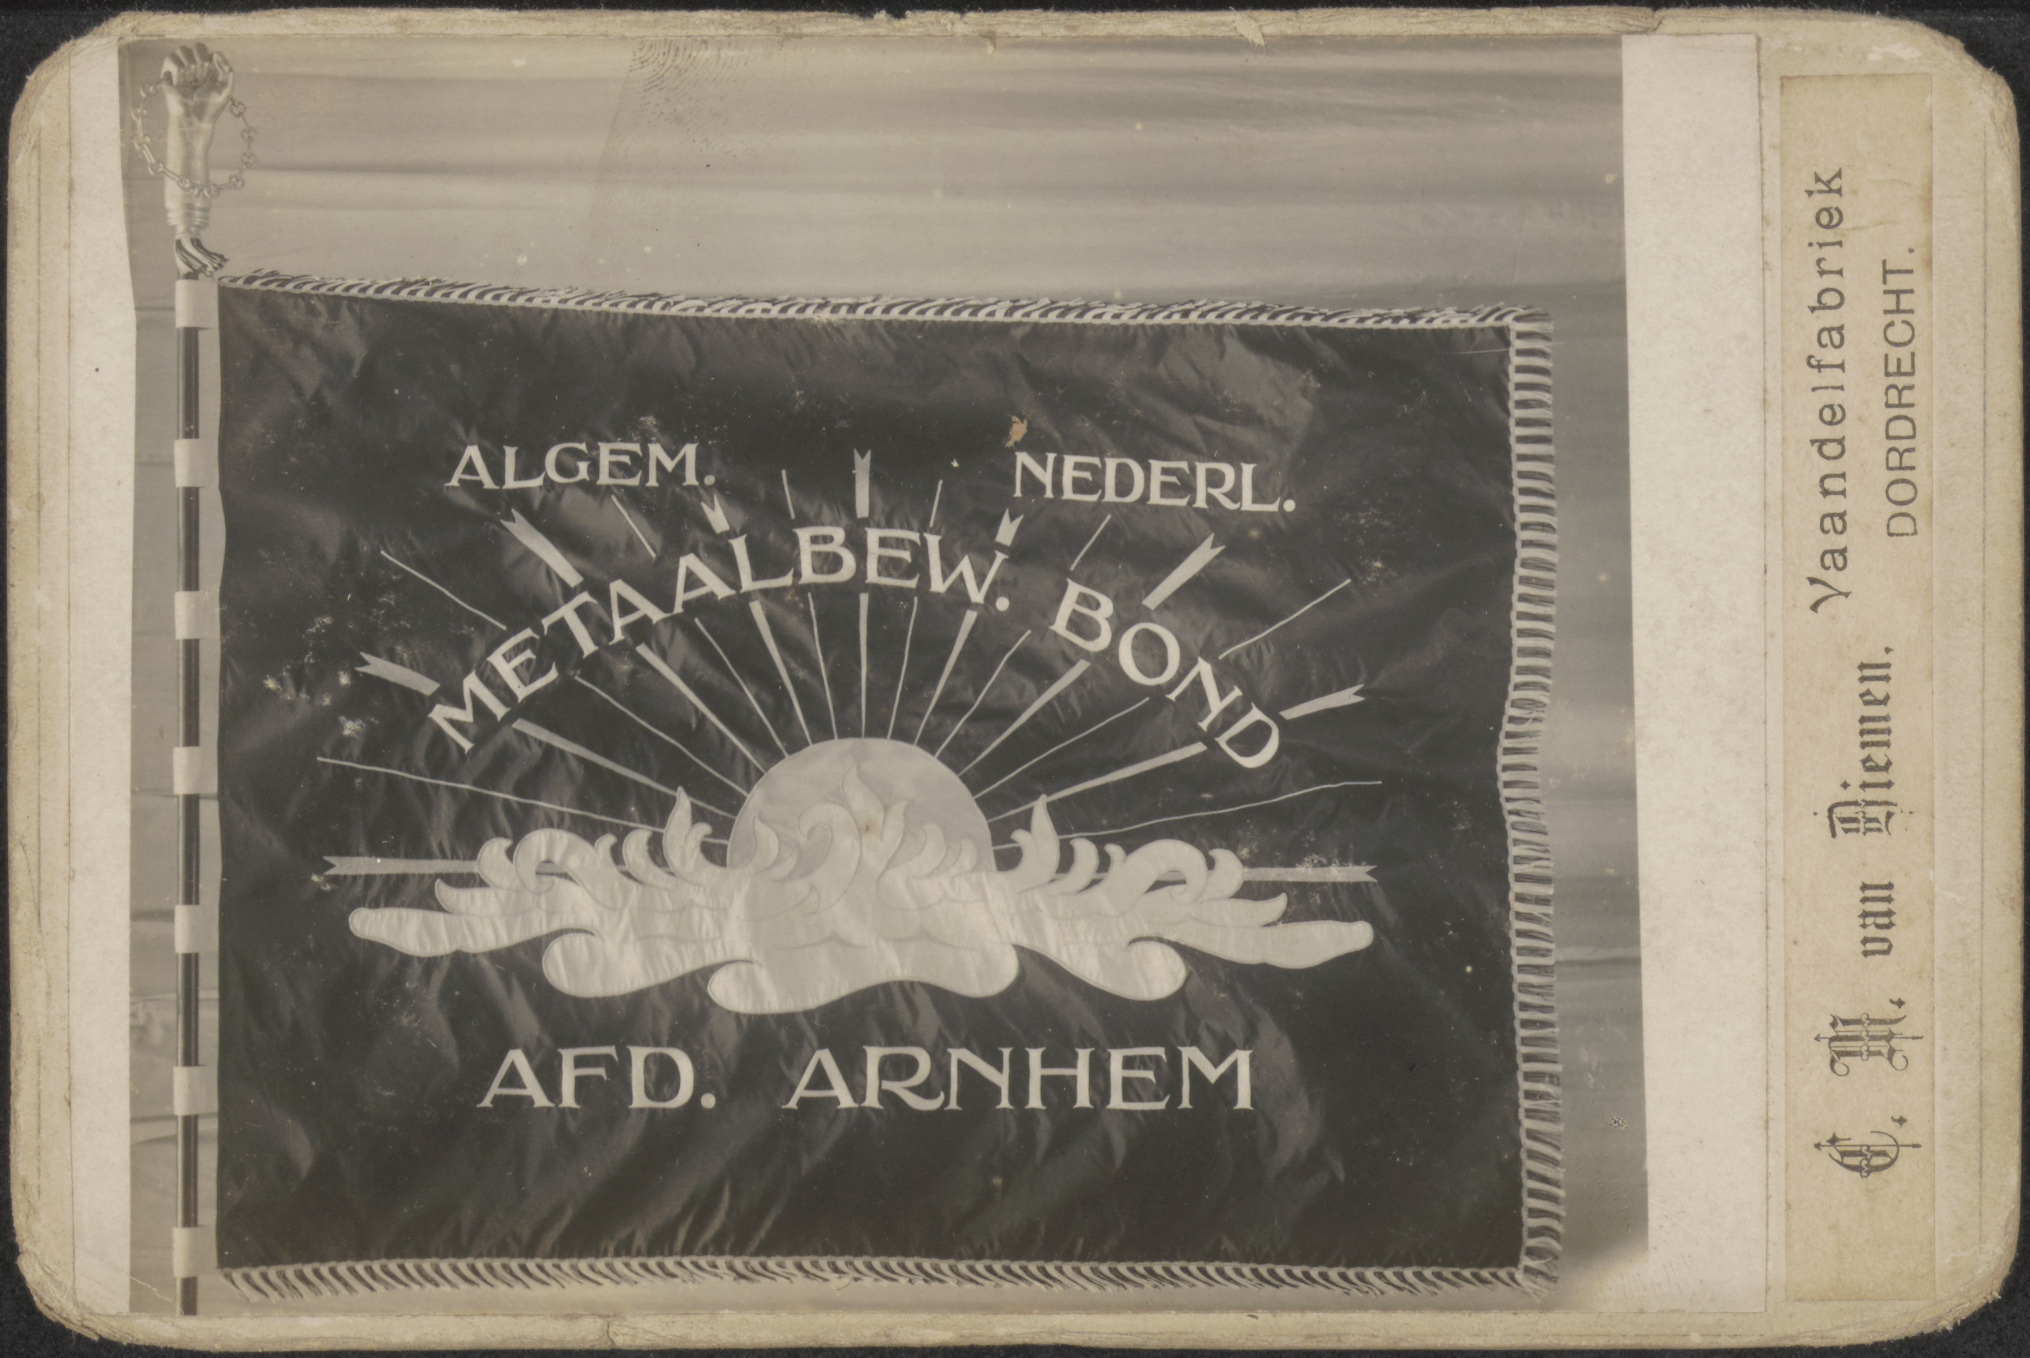 ALGEM. NEDERL.
METAALBEW. BOND
AFD. ARNHEM
C. M. van Diemen, Vaandelfabriek
DORDRECHT.